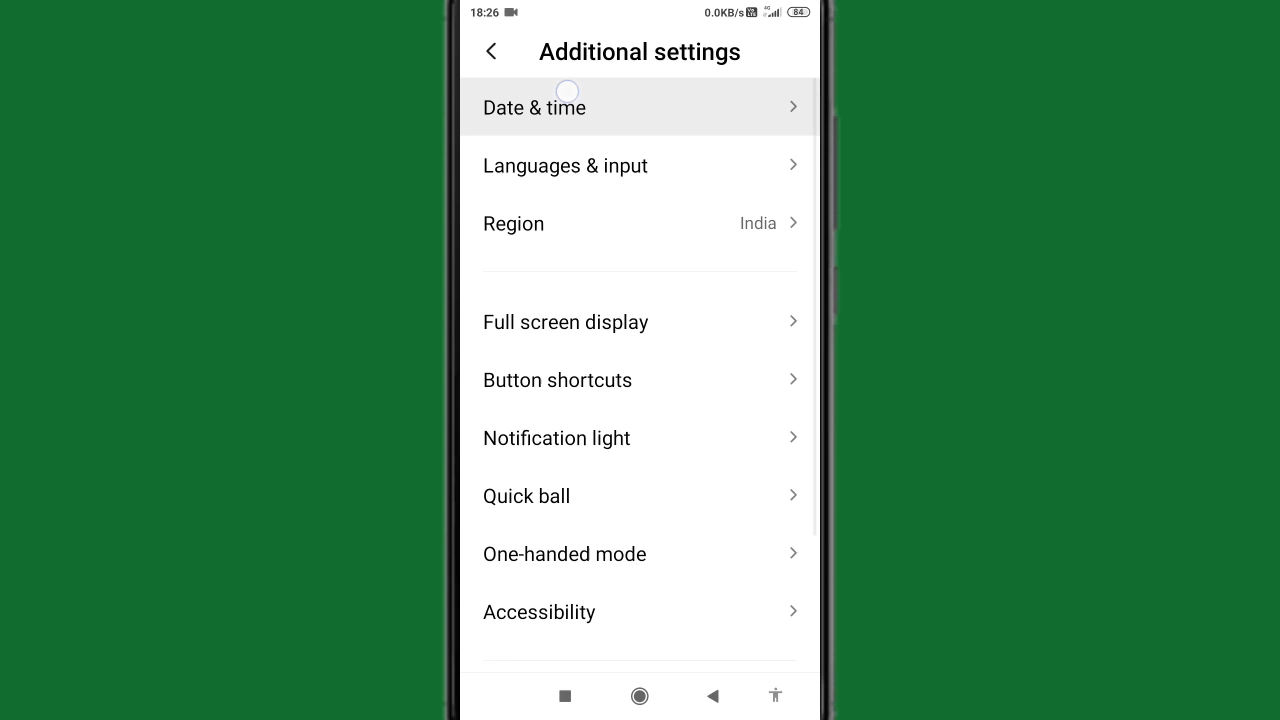 18:26 0.0KB/s 4G 84
Additional settings
Date & time
Languages & input
Region India
Full screen display
Button shortcuts
Notification light
Quick ball
One-handed mode
Accessibility